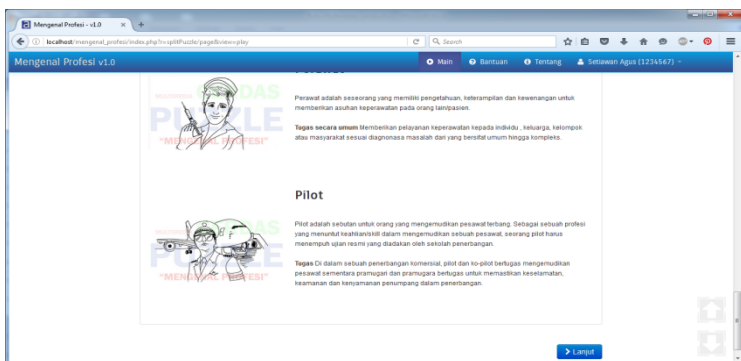 Mengenal Profesi - v1.0
localhost/mengenal_profesi/index.php?r=splitPuzzle/page&view=play
Search
Mengenal Profesi v1.0
Main
Bantuan
Tentang
Setiawan Agus (1234567)
Perawat adalah seseorang yang memiliki pengetahuan, keterampilan dan kewenangan untuk
memberikan asuhan keperawatan pada orang lain/pasien.
Tugas secara umum Memberikan pelayanan keperawatan kepada individu , keluarga, kelompok
atau masyarakat sesuai diagnonasa masalah dari yang bersifat umum hingga kompleks.
PUZZLE
Pilot
Pilot adalah sebutan untuk orang yang mengemudikan pesawat terbang. Sebagai sebuah profesi
yang menuntut keahlian/skill dalam mengemudikan sebuah pesawat, seorang pilot harus
menempuh ujian resmi yang diadakan oleh sekolah penerbangan.
Tugas Di dalam sebuah penerbangan komersial, pilot dan ko-pilot bertugas mengemudikan
pesawat sementara pramugari dan pramugara bertugas untuk memastikan keselamatan,
keamanan dan kenyamanan penumpang dalam penerbangan.
Lanjut